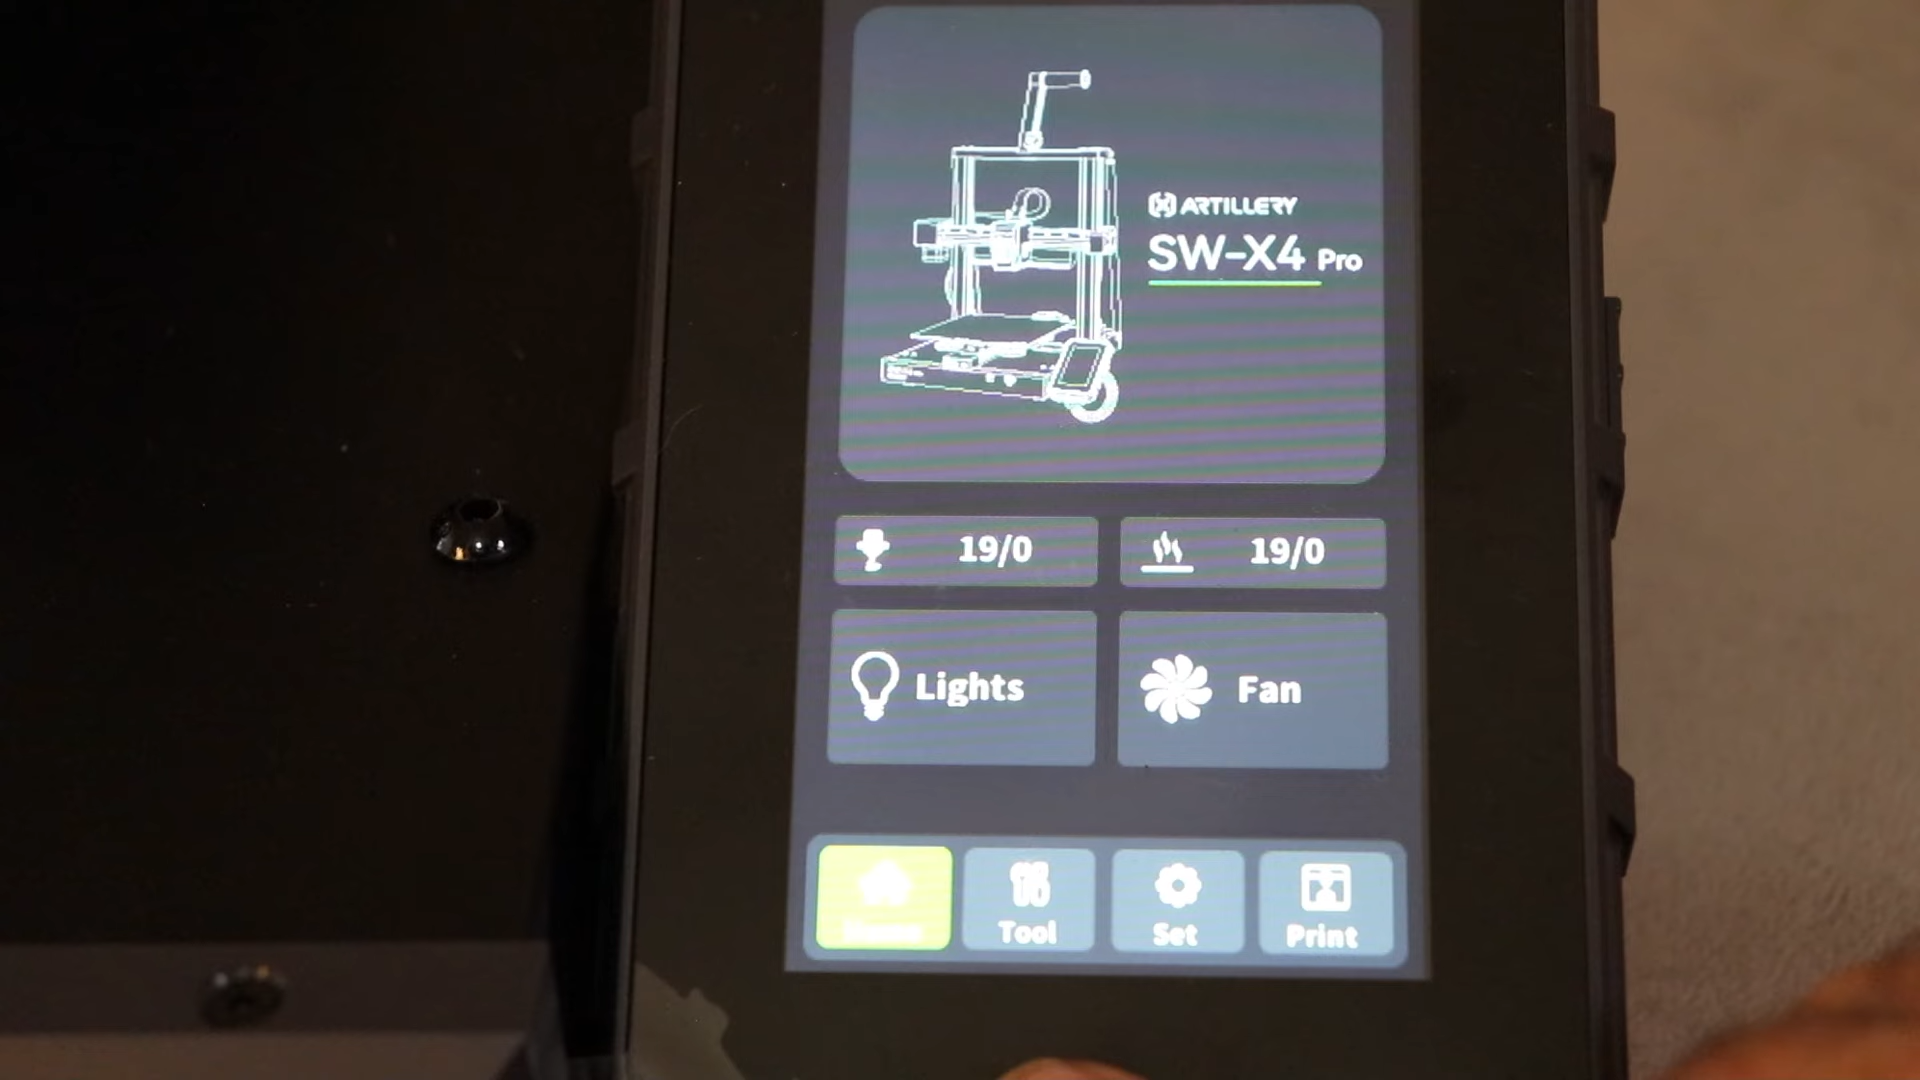 ARTILLERY
SW-X4 Pro
19/0
19/0
Lights
Fan
Tool
Set
Print